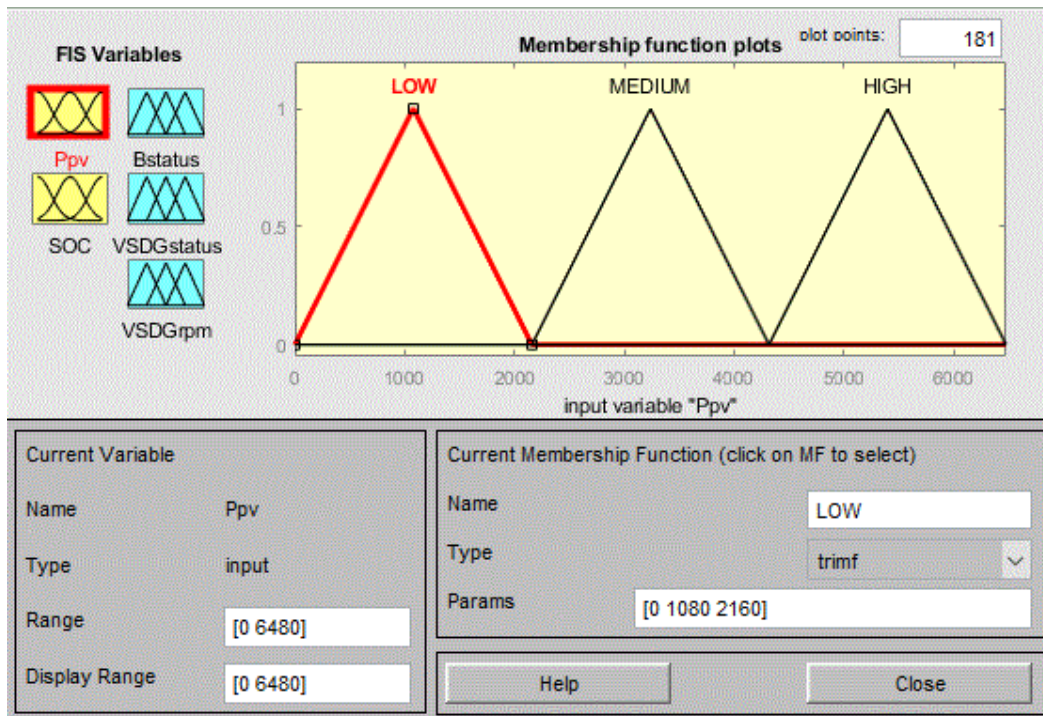 FIS Variables
Ppv
Bstatus
SOC
VSDGstatus
VSDGrpm
Membership function plots
plot points:
181
LOW
MEDIUM
HIGH
1
0.5
0
0
1000
2000
3000
4000
5000
6000
input variable "Ppv"
Current Variable
Name
Ppv
Type
input
Range
[0 6480]
Display Range
[0 6480]
Current Membership Function (click on MF to select)
Name
LOW
Type
trimf
Params
[0 1080 2160]
Help
Close